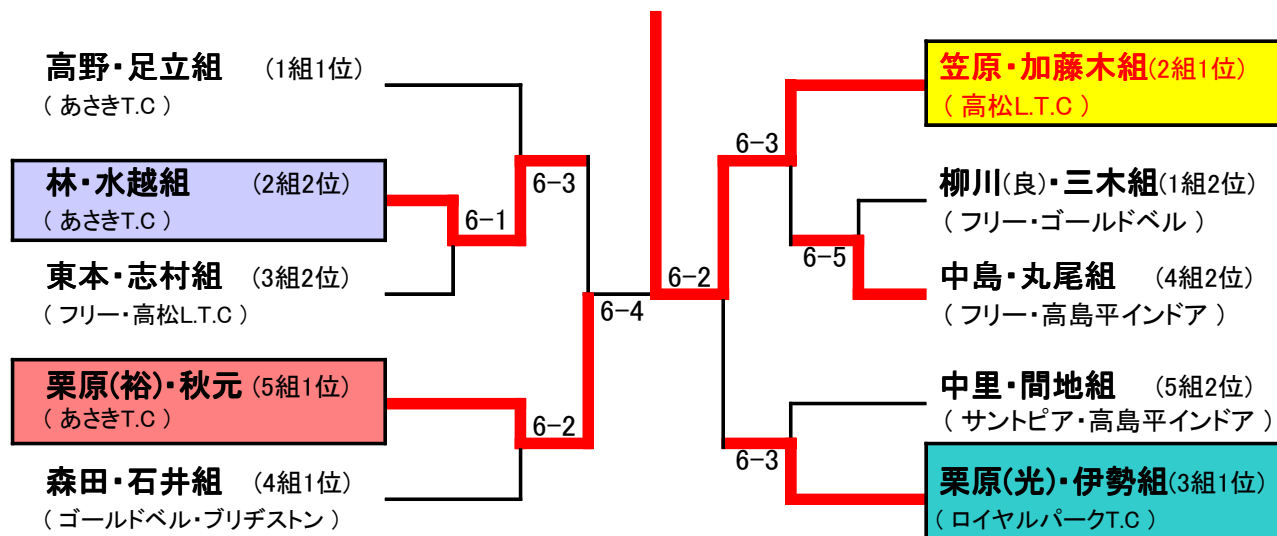 高野・足立組 (1組1位)
( あさきT.C )
6-3
林・水越組 (2組2位)
( あさきT.C )
6-1
東本・志村組 (3組2位)
( フリー・高松L.T.C )
6-4
栗原(裕)・秋元 (5組1位)
( あさきT.C )
6-2
森田・石井組 (4組1位)
( ゴールドベル・ブリヂストン )
6-2
笠原・加藤木組(2組1位)
( 高松L.T.C )
6-3
柳川(良)・三木組(1組2位)
( フリー・ゴールドベル )
6-5
中島・丸尾組 (4組2位)
( フリー・高島平インドア )
中里・間地組 (5組2位)
( サントピア・高島平インドア )
6-3
栗原(光)・伊勢組(3組1位)
( ロイヤルパークT.C )